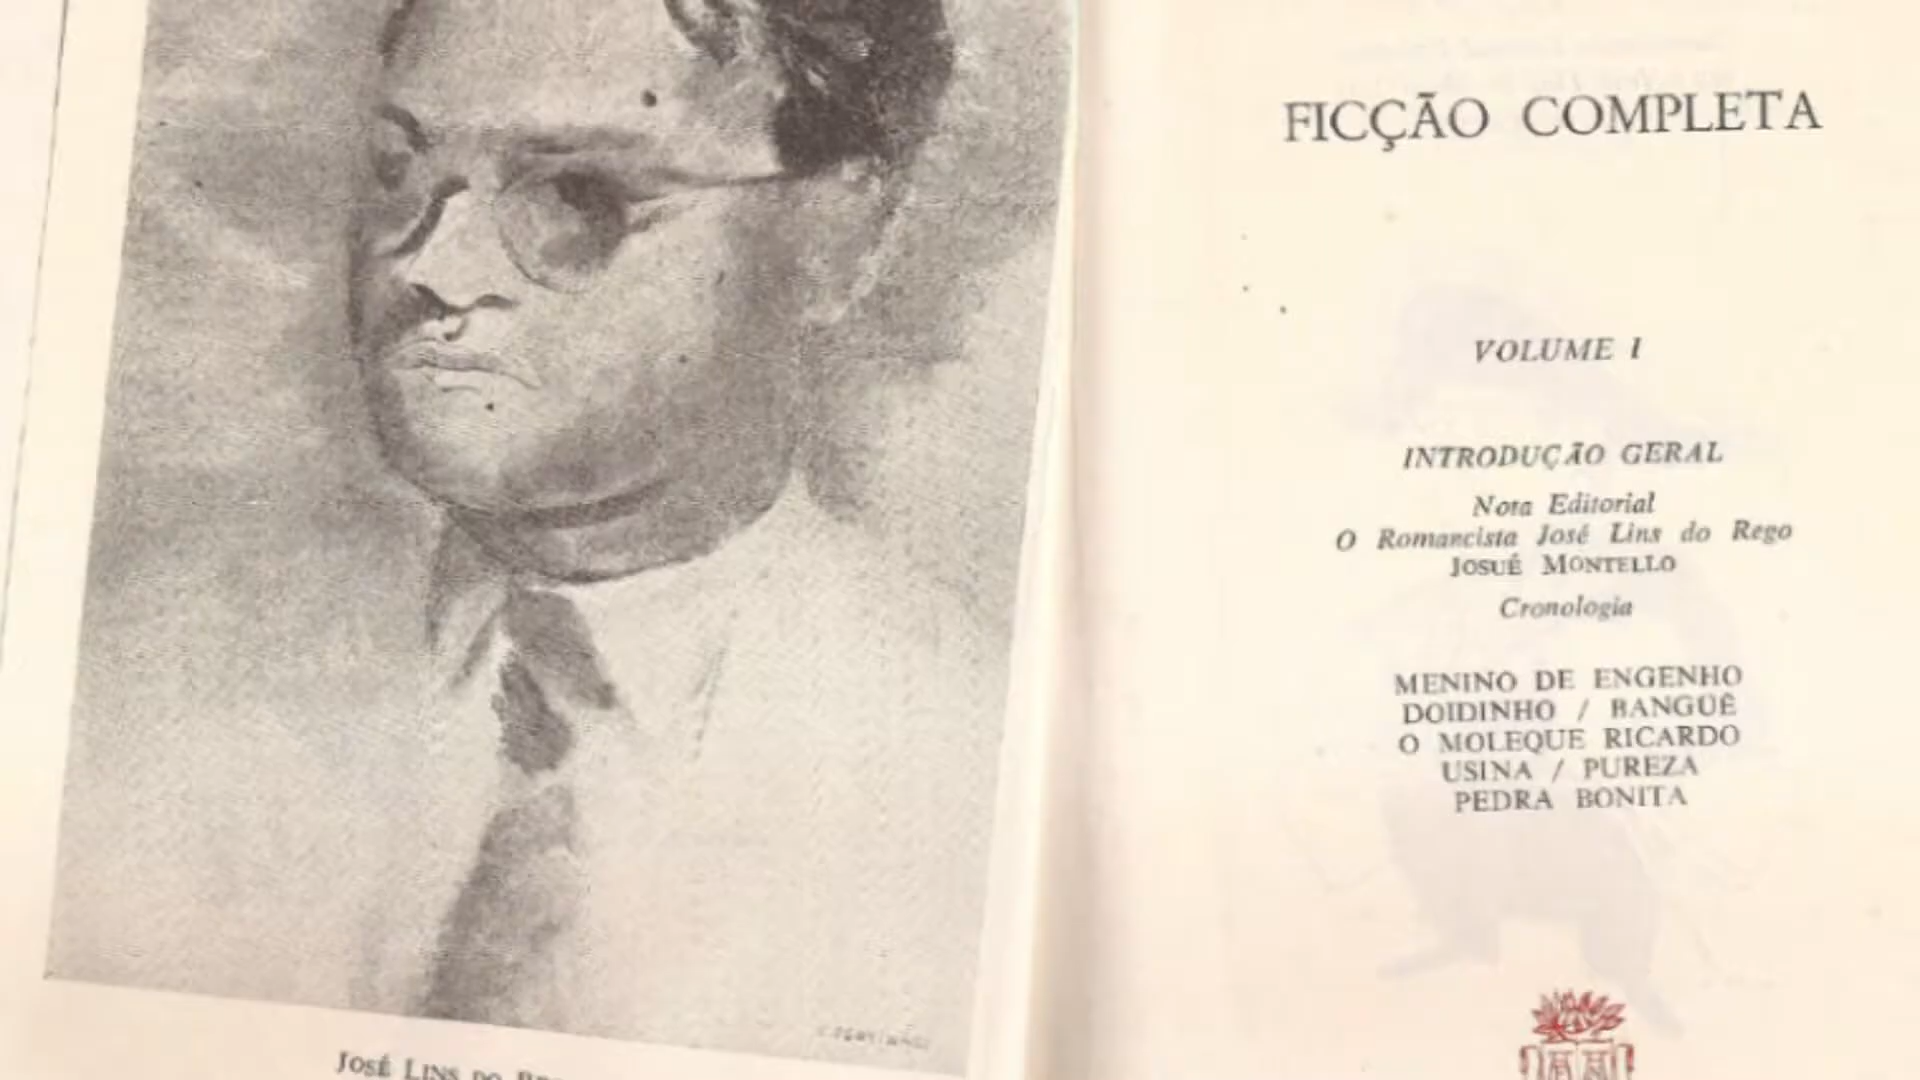 JOSÉ LINS DO
FICÇÃO COMPLETA
VOLUME I
INTRODUÇÃO GERAL
Nota Editorial
O Romancista José Lins do Rego
JOSUÉ MONTELLO
Cronologia
MENINO DE ENGENHO
DOIDINHO / BANGÜÊ
O MOLEQUE RICARDO
USINA / PUREZA
PEDRA BONITA